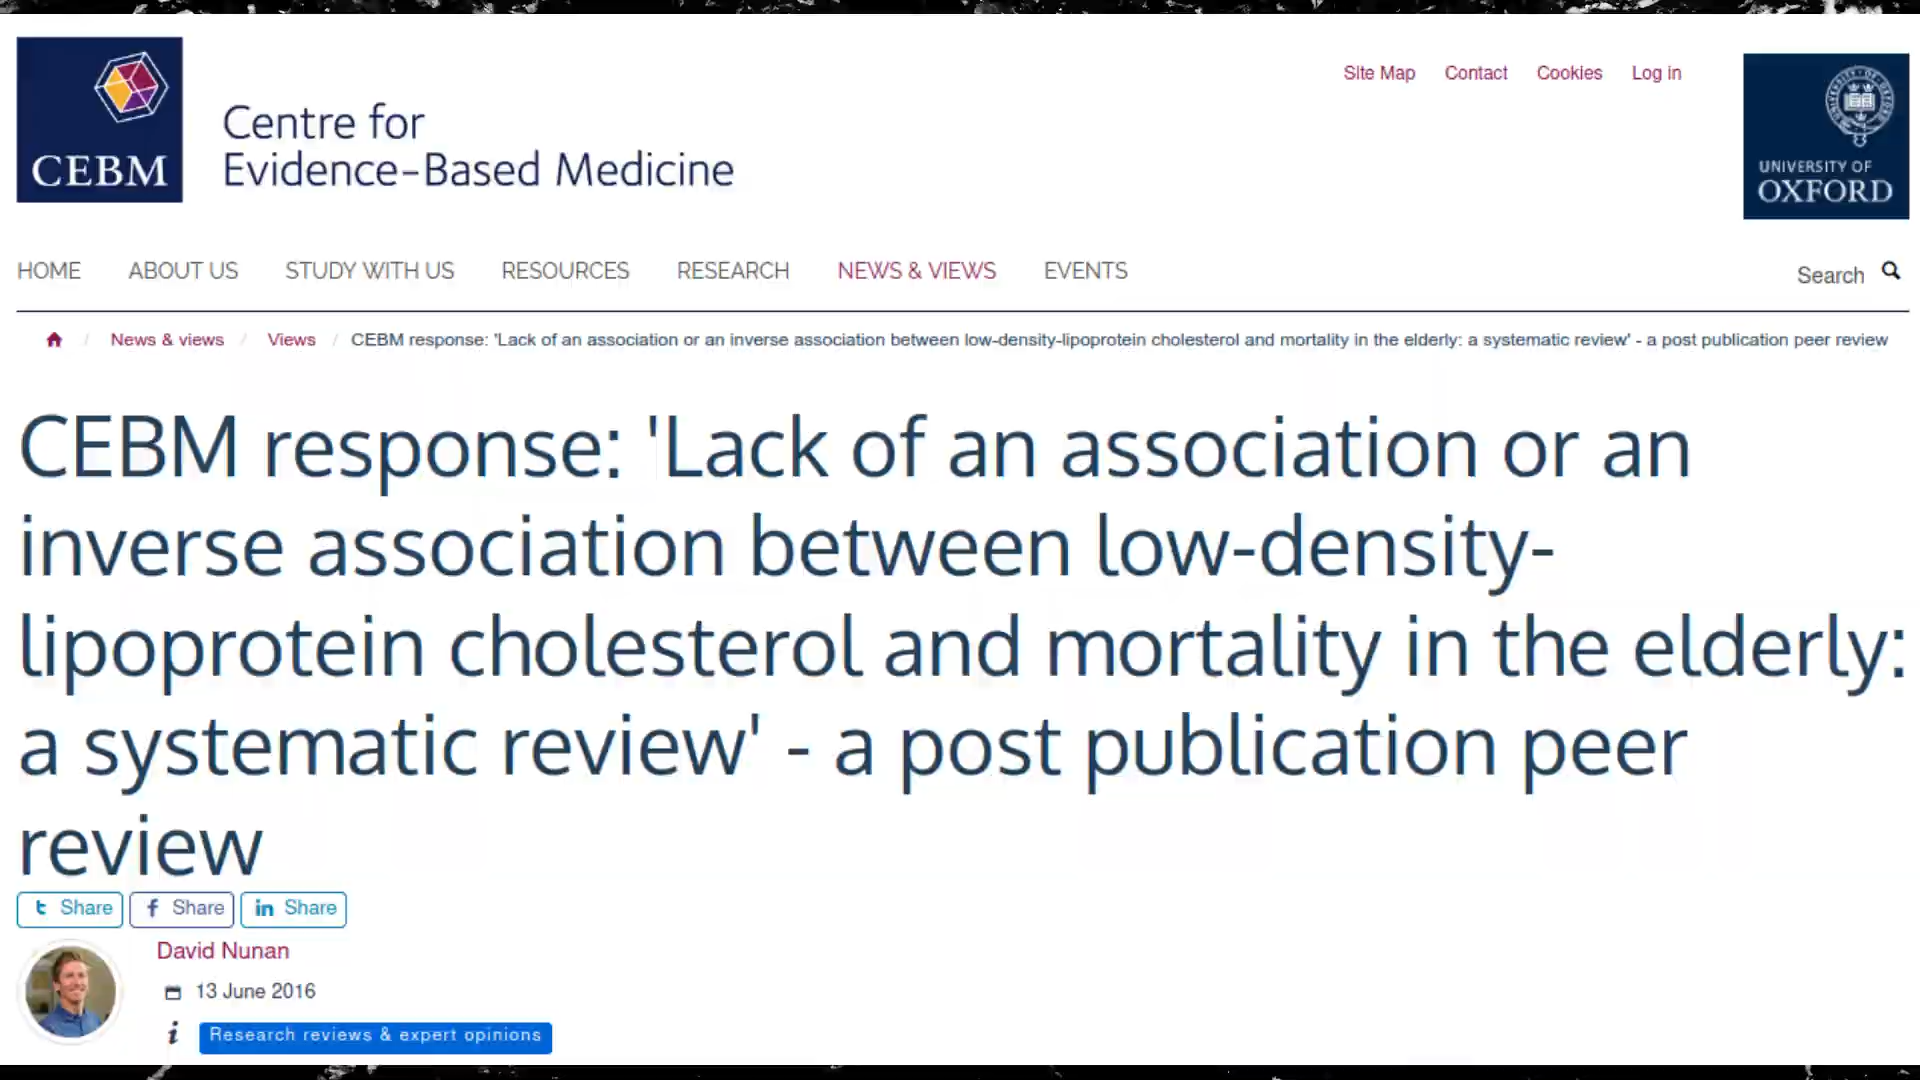 CEBM
Centre for
Evidence-Based Medicine
Site Map
Contact
Cookies
Log in
UNIVERSITY OF
OXFORD
HOME
ABOUT US
STUDY WITH US
RESOURCES
RESEARCH
NEWS & VIEWS
EVENTS
Search
News & views / Views / CEBM response: 'Lack of an association or an inverse association between low-density-lipoprotein cholesterol and mortality in the elderly: a systematic review' - a post publication peer review
CEBM response: 'Lack of an association or an
inverse association between low-density-
lipoprotein cholesterol and mortality in the elderly:
a systematic review' - a post publication peer
review
Share
Share
Share
David Nunan
13 June 2016
Research reviews & expert opinions